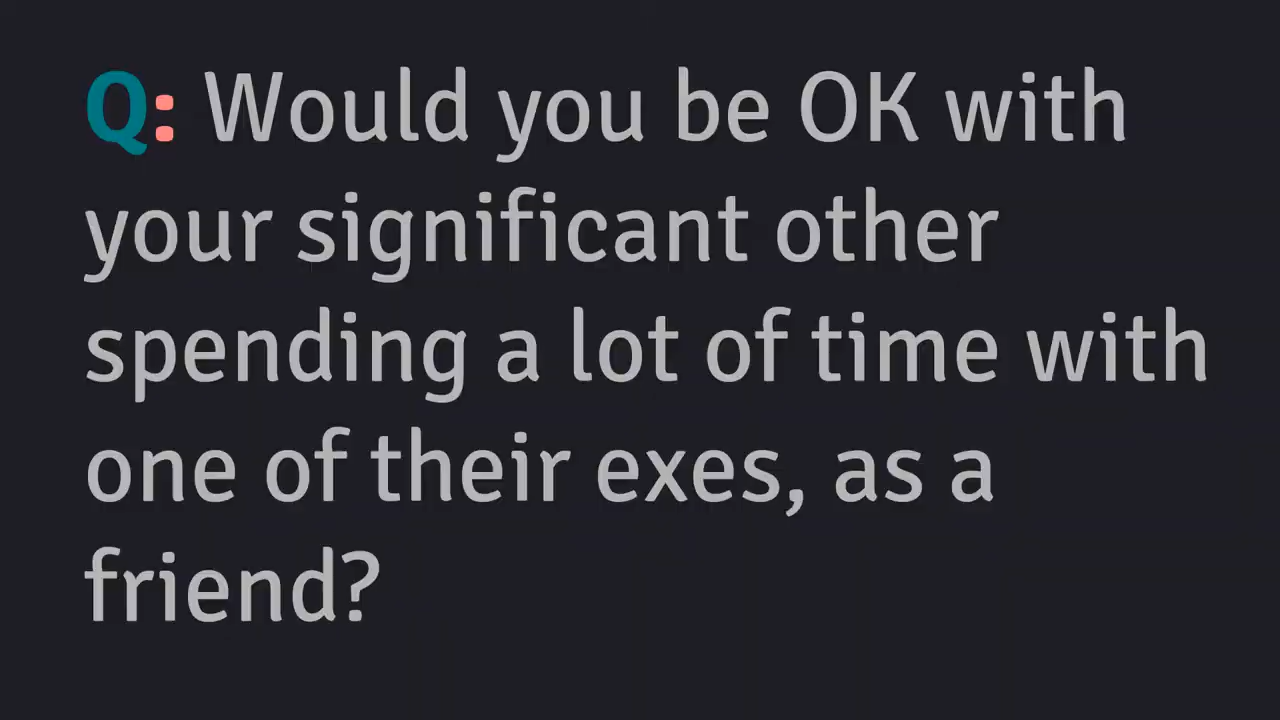 Q: Would you be OK with
your significant other
spending a lot of time with
one of their exes, as a
friend?